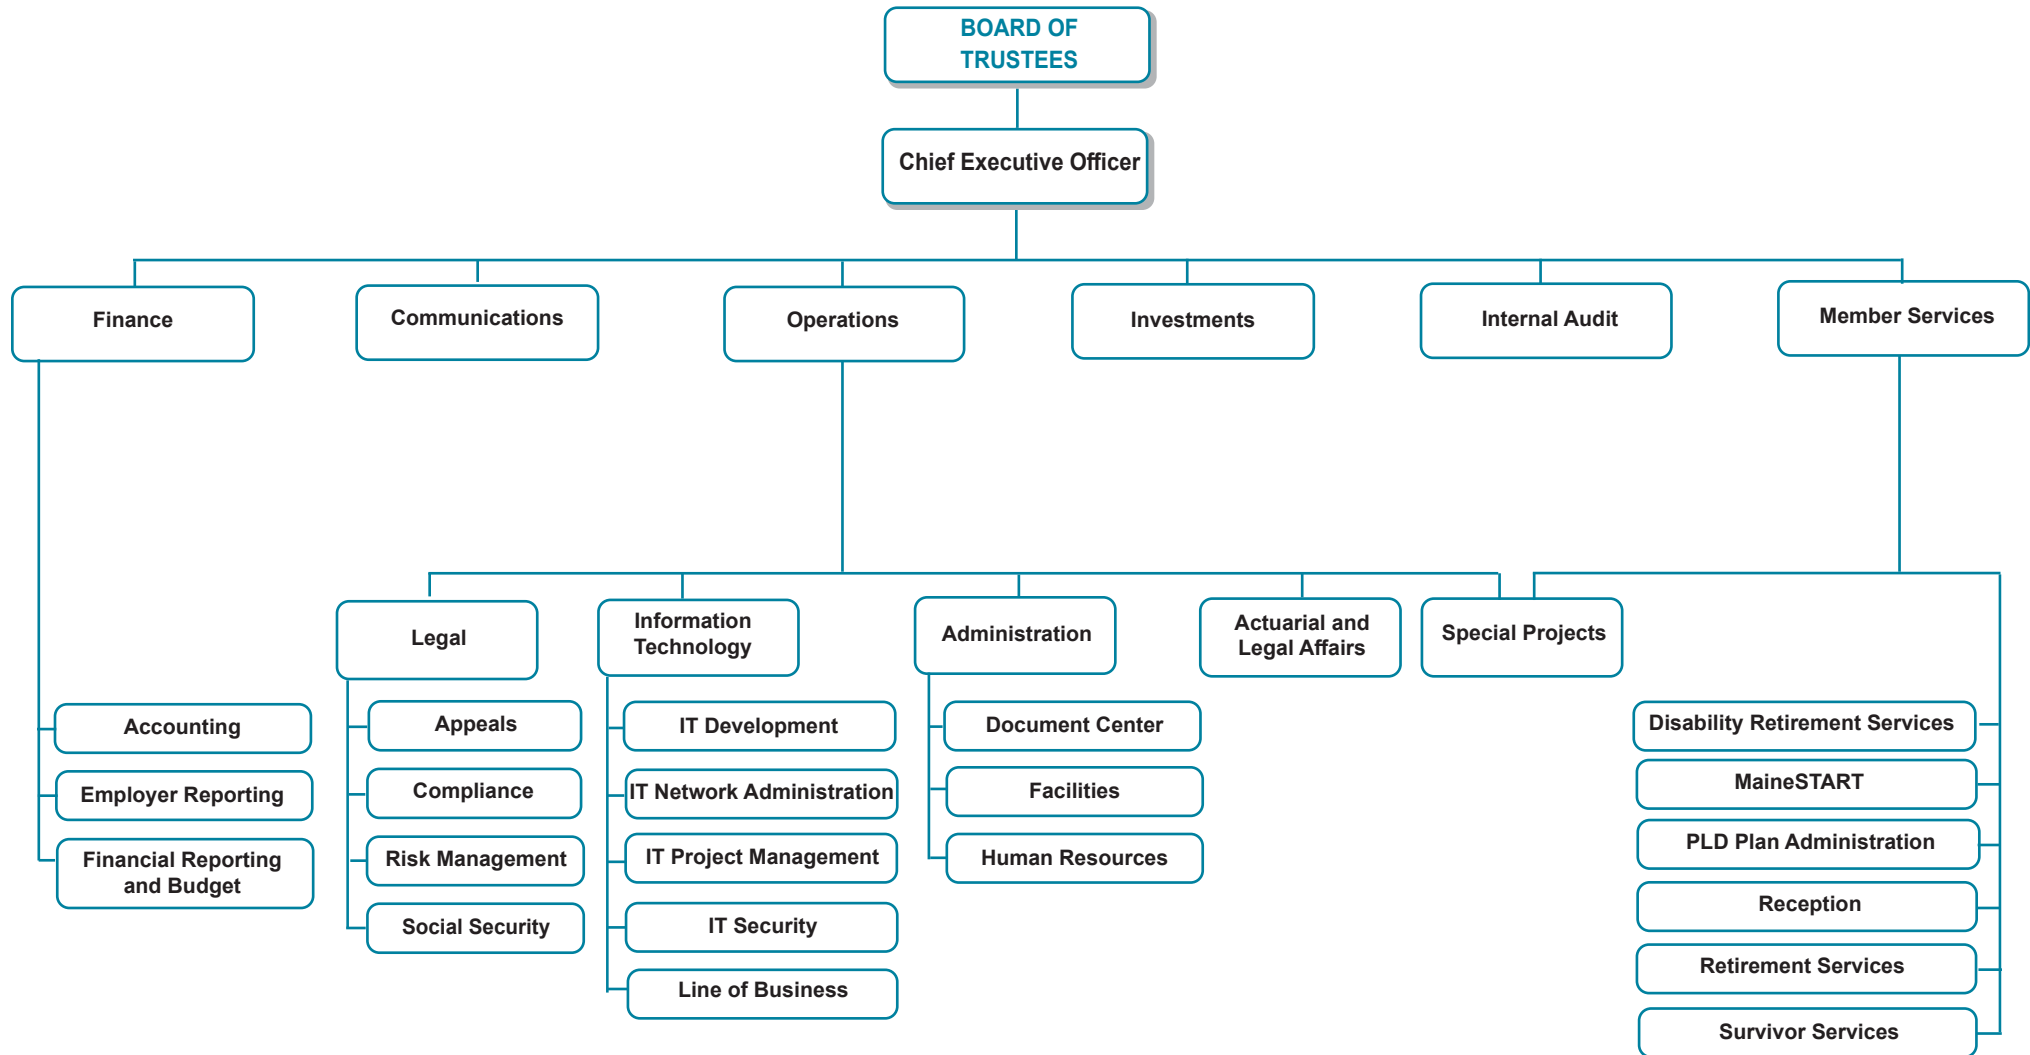 BOARD OF
TRUSTEES
Chief Executive Officer
Finance
Communications
Operations
Investments
Internal Audit
Member Services
Legal
Information
Technology
Administration
Actuarial and
Legal Affairs
Special Projects
Accounting
Employer Reporting
Financial Reporting
and Budget
Appeals
Compliance
Risk Management
Social Security
IT Development
IT Network Administration
IT Project Management
IT Security
Line of Business
Document Center
Facilities
Human Resources
Disability Retirement Services
MaineSTART
PLD Plan Administration
Reception
Retirement Services
Survivor Services